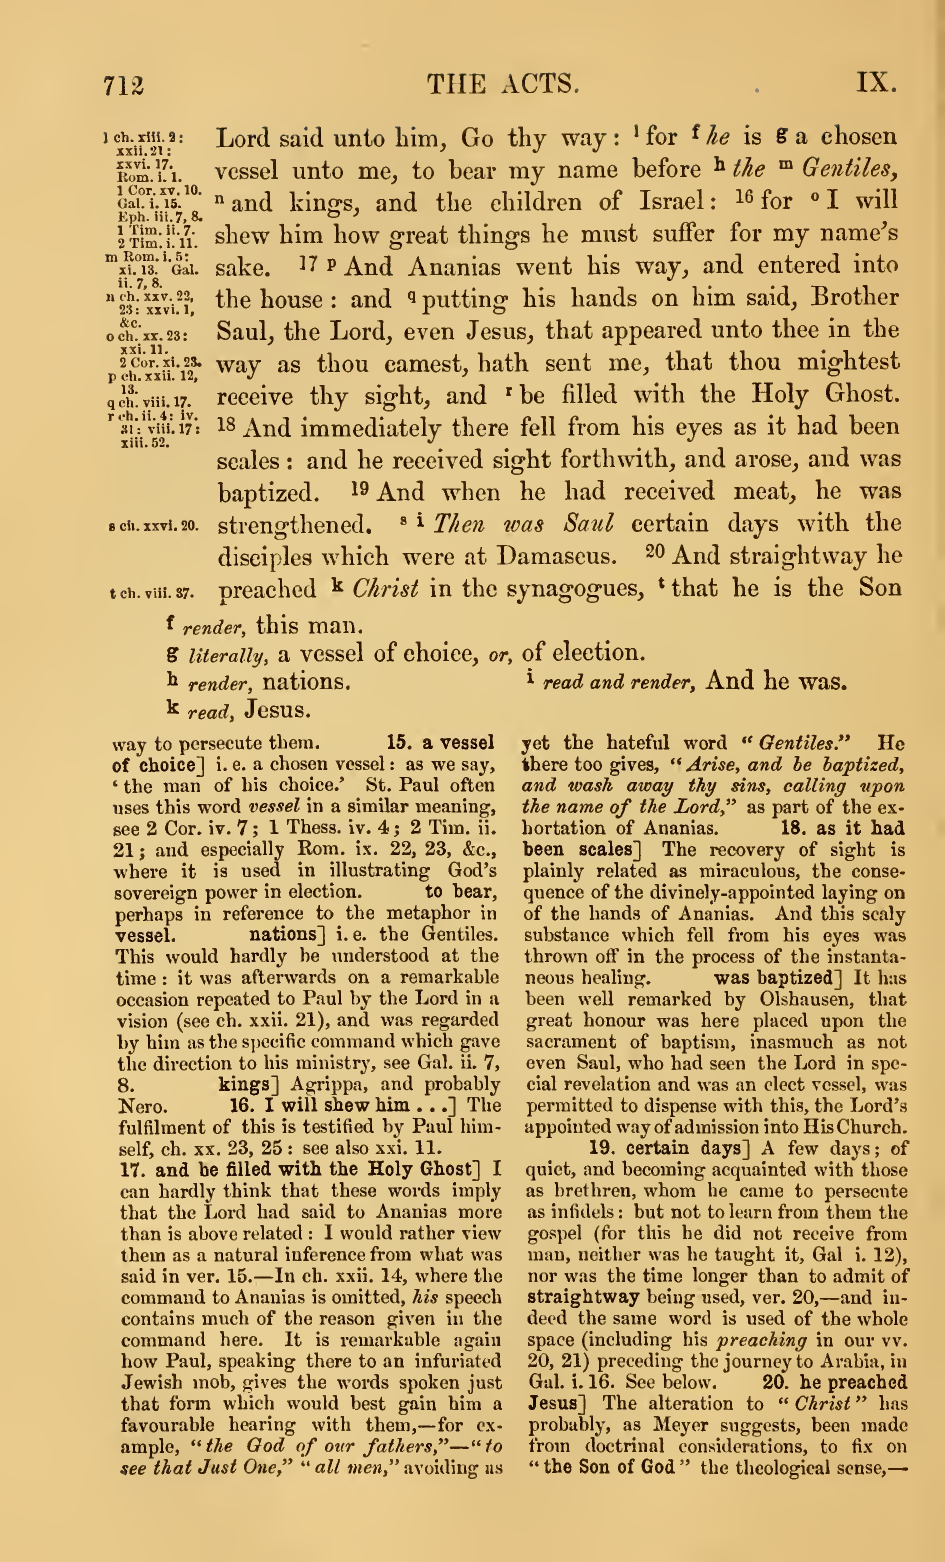 712 THE ACTS. IX.
1 ch. xiii. 2:
xxii. 21:
xxvi. 17.
Rom. i. 1.
1 Cor. xv. 10.
Gal. i. 15.
Eph. iii. 7, 8.
1 Tim. ii. 7.
2 Tim. i. 11.
m Rom. i. 5:
xi. 13. Gal.
ii. 7, 8.
n ch. xxv. 22,
23: xxvi. 1,
&c.
o ch. xx. 23:
xxi. 11.
2 Cor. xi. 23.
p ch. xxii. 12,
13.
q ch. viii. 17.
r ch. ii. 4: iv.
31: viii. 17:
xiii. 52.
s ch. xxvi. 20.
t ch. viii. 37.
Lord said unto him, Go thy way: l for f he is g a chosen
vessel unto me, to bear my name before h the m Gentiles,
n and kings, and the children of Israel: 16 for o I will
shew him how great things he must suffer for my name's
sake. 17 p And Ananias went his way, and entered into
the house: and q putting his hands on him said, Brother
Saul, the Lord, even Jesus, that appeared unto thee in the
way as thou camest, hath sent me, that thou mightest
receive thy sight, and r be filled with the Holy Ghost.
18 And immediately there fell from his eyes as it had been
scales: and he received sight forthwith, and arose, and was
baptized. 19 And when he had received meat, he was
strengthened. s i Then was Saul certain days with the
disciples which were at Damascus. 20 And straightway he
preached k Christ in the synagogues, t that he is the Son
f render, this man.
g literally, a vessel of choice, or, of election.
h render, nations. i read and render, And he was.
k read, Jesus.
way to persecute them. 15. a vessel
of choice] i. e. a chosen vessel: as we say,
'the man of his choice.' St. Paul often
uses this word vessel in a similar meaning,
see 2 Cor. iv. 7; 1 Thess. iv. 4; 2 Tim. ii.
21; and especially Rom. ix. 22, 23, &c.,
where it is used in illustrating God's
sovereign power in election. to bear,
perhaps in reference to the metaphor in
vessel. nations] i. e. the Gentiles.
This would hardly be understood at the
time: it was afterwards on a remarkable
occasion repeated to Paul by the Lord in a
vision (see ch. xxii. 21), and was regarded
by him as the specific command which gave
the direction to his ministry, see Gal. ii. 7,
8. kings] Agrippa, and probably
Nero. 16. I will shew him . . .] The
fulfilment of this is testified by Paul him-
self, ch. xx. 23, 25: see also xxi. 11.
17. and be filled with the Holy Ghost] I
can hardly think that these words imply
that the Lord had said to Ananias more
than is above related: I would rather view
them as a natural inference from what was
said in ver. 15.—In ch. xxii. 14, where the
command to Ananias is omitted, his speech
contains much of the reason given in the
command here. It is remarkable again
how Paul, speaking there to an infuriated
Jewish mob, gives the words spoken just
that form which would best gain him a
favourable hearing with them,—for ex-
ample, "the God of our fathers,"—"to
see that Just One," "all men," avoiding as
yet the hateful word "Gentiles." He
there too gives, "Arise, and be baptized,
and wash away thy sins, calling upon
the name of the Lord," as part of the ex-
hortation of Ananias. 18. as it had
been scales] The recovery of sight is
plainly related as miraculous, the conse-
quence of the divinely-appointed laying on
of the hands of Ananias. And this scaly
substance which fell from his eyes was
thrown off in the process of the instanta-
neous healing. was baptized] It has
been well remarked by Olshausen, that
great honour was here placed upon the
sacrament of baptism, inasmuch as not
even Saul, who had seen the Lord in spe-
cial revelation and was an elect vessel, was
permitted to dispense with this, the Lord's
appointed way of admission into His Church.
19. certain days] A few days; of
quiet, and becoming acquainted with those
as brethren, whom he came to persecute
as infidels: but not to learn from them the
gospel (for this he did not receive from
man, neither was he taught it, Gal i. 12),
nor was the time longer than to admit of
straightway being used, ver. 20,—and in-
deed the same word is used of the whole
space (including his preaching in our vv.
20, 21) preceding the journey to Arabia, in
Gal. i. 16. See below. 20. he preached
Jesus] The alteration to "Christ" has
probably, as Meyer suggests, been made
from doctrinal considerations, to fix on
"the Son of God" the theological sense,—